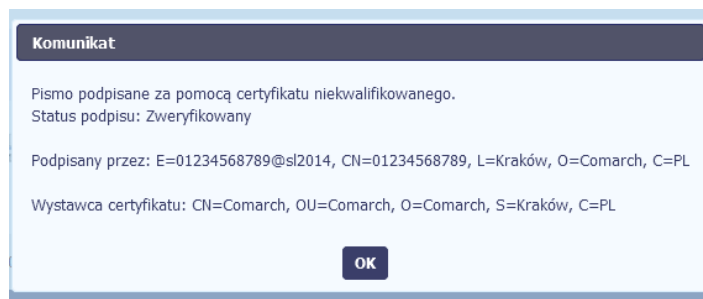 Komunikat
Pismo podpisane za pomocą certyfikatu niekwalifikowanego.
Status podpisu: Zweryfikowany
Podpisany przez: E=01234568789@sl2014, CN=01234568789, L=Kraków, O=Comarch, C=PL
Wystawca certyfikatu: CN=Comarch, OU=Comarch, O=Comarch, S=Kraków, C=PL
OK